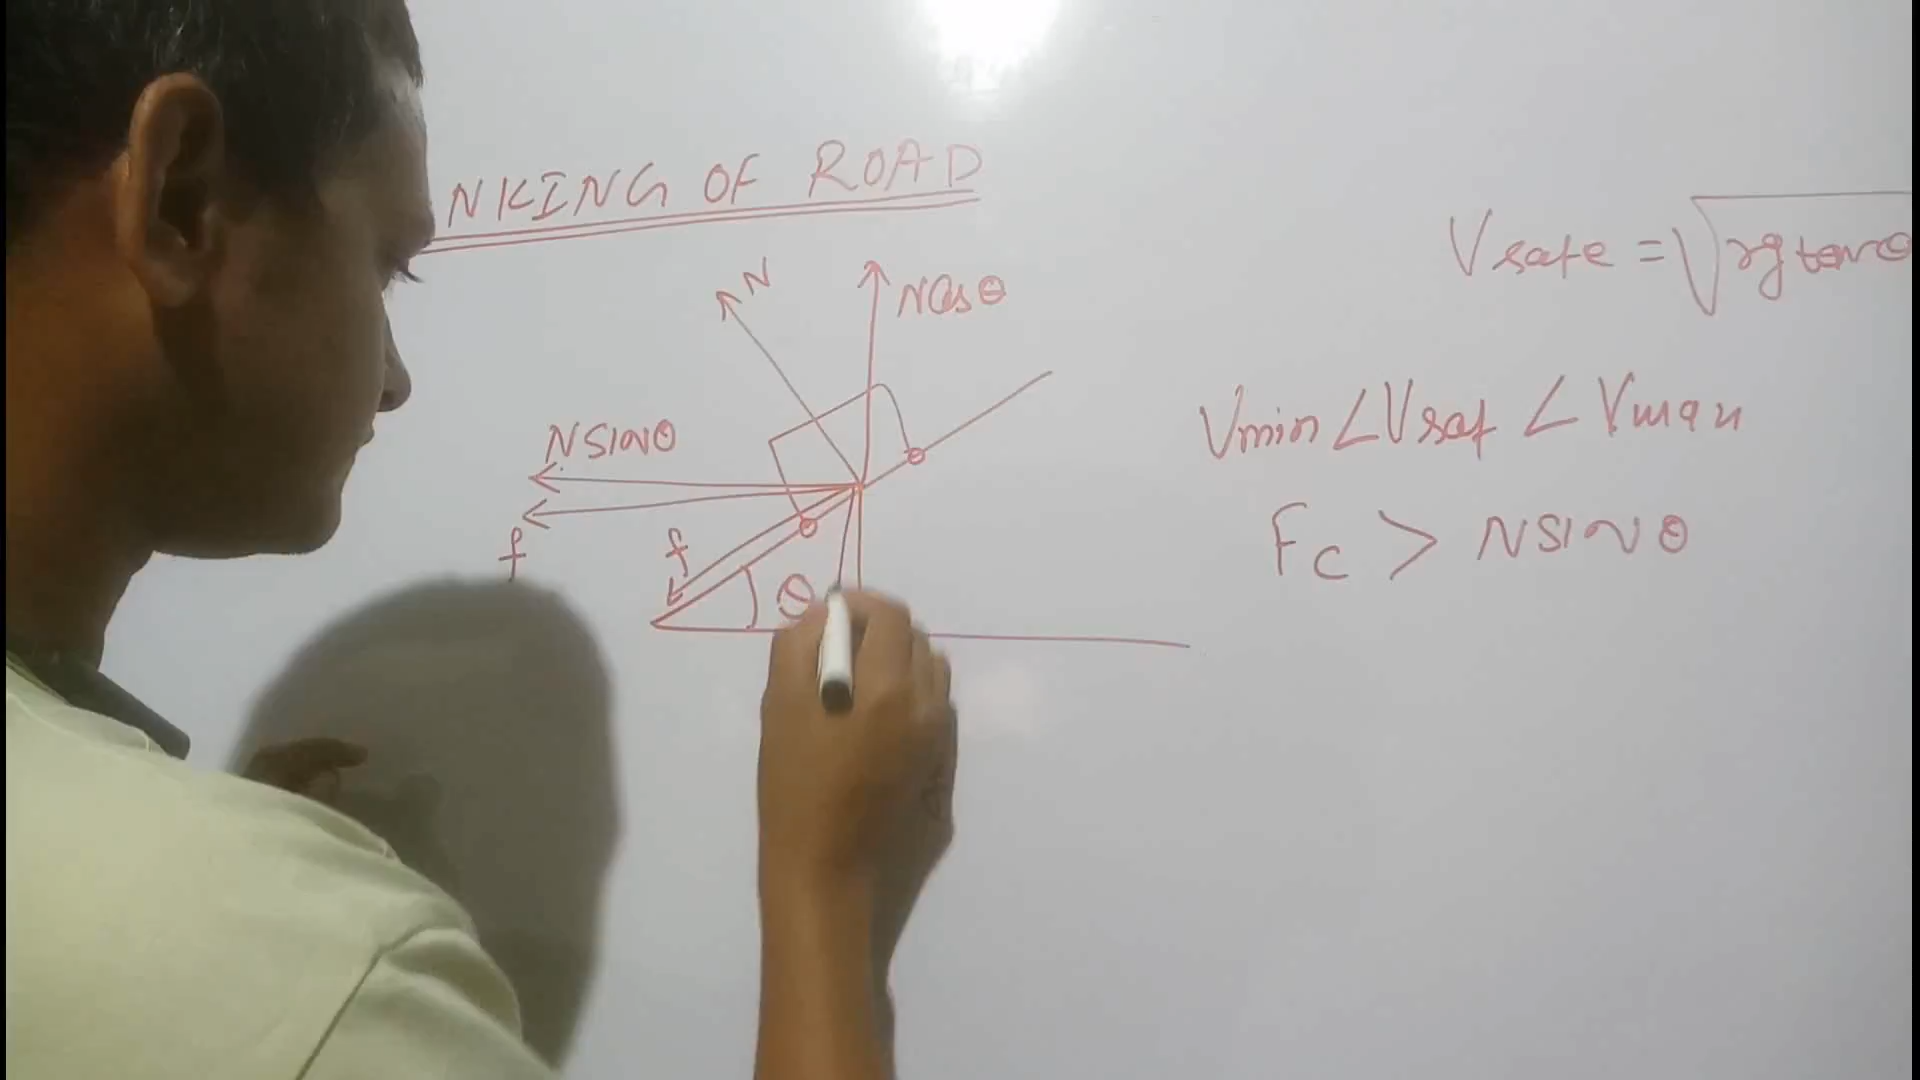 NKING OF ROAD
Vsafe = √rg tanθ
N
NCosθ
Vmin < Vsaf < Vmax
NSINθ
Fc > NSINθ
f
f
θ